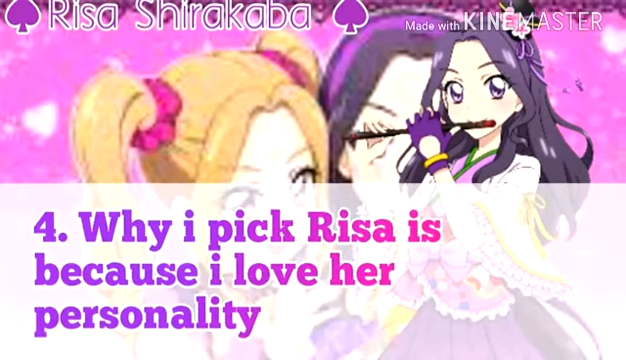 ♠Risa Shirakaba♠
Made with KINEMASTER
4. Why i pick Risa is
because i love her
personality